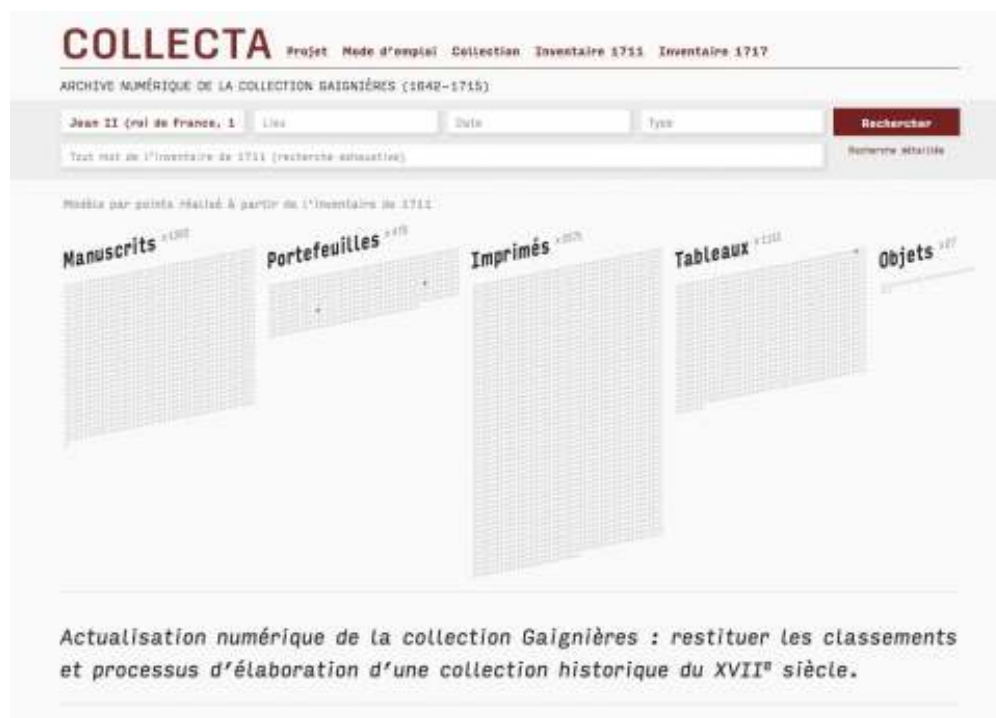 COLLECTA Projet Mode d'emploi Collection Inventaire 1711 Inventaire 1717
ARCHIVE NUMÉRIQUE DE LA COLLECTION GAIGNIÈRES (1642-1715)
Jean II (roi de France, 1 Lieu Date Type Rechercher
Tout mot de l'inventaire de 1711 (recherche exhaustive) Recherche détaillée
Modèle par points réalisé à partir de l'inventaire de 1711
Manuscrits Portefeuilles Imprimés Tableaux Objets
Actualisation numérique de la collection Gaignières : restituer les classements
et processus d'élaboration d'une collection historique du XVIIe siècle.